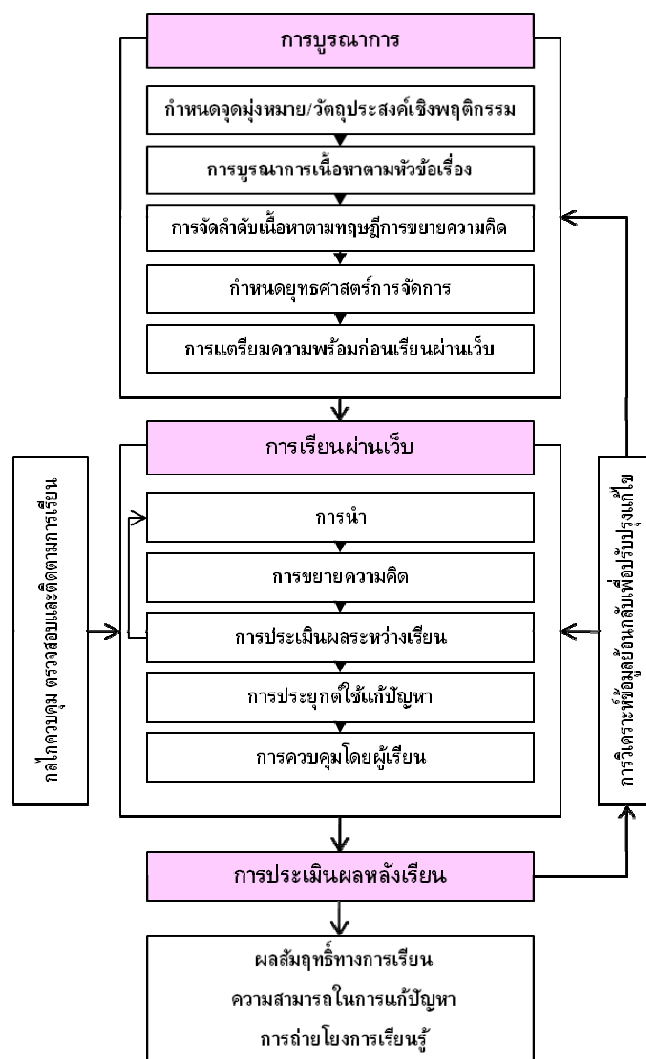 การบูรณาการ
กำหนดจุดมุ่งหมาย/วัตถุประสงค์เชิงพฤติกรรม
การบูรณาการเนื้อหาตามหัวข้อเรื่อง
การจัดลำดับเนื้อหาตามทฤษฎีการขยายความคิด
กำหนดยุทธศาสตร์การจัดการ
การเตรียมความพร้อมก่อนเรียนผ่านเว็บ
การเรียนผ่านเว็บ
กลไกควบคุม ตรวจสอบและติดตามการเรียน
การนำ
การขยายความคิด
การประเมินผลระหว่างเรียน
การประยุกต์ใช้แก้ปัญหา
การควบคุมโดยผู้เรียน
การวิเคราะห์ข้อมูลย้อนกลับเพื่อปรับปรุงแก้ไข
การประเมินผลหลังเรียน
ผลสัมฤทธิ์ทางการเรียน
ความสามารถในการแก้ปัญหา
การถ่ายโยงการเรียนรู้